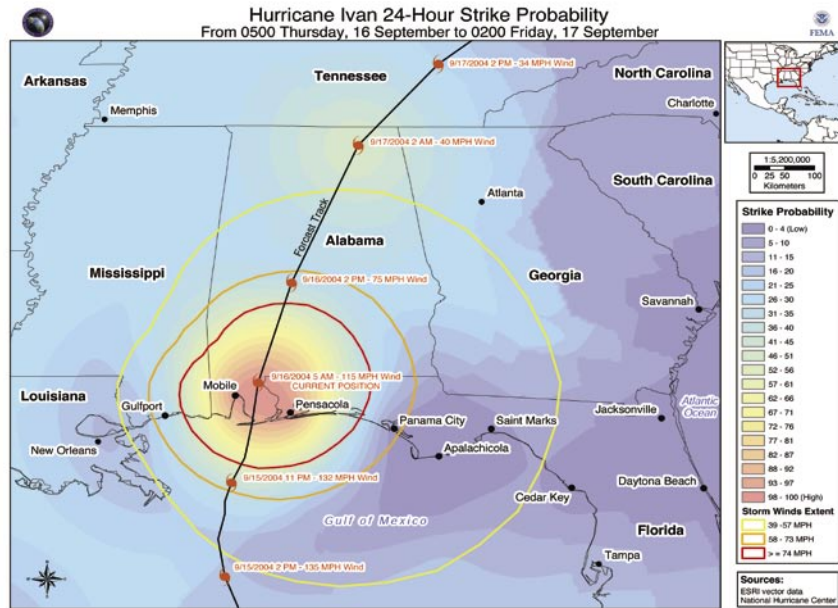 Hurricane Ivan 24-Hour Strike Probability
From 0500 Thursday, 16 September to 0200 Friday, 17 September
FEMA
Arkansas
Tennessee
9/17/2004 2 PM - 34 MPH Wind
North Carolina
Memphis
Charlotte
9/17/2004 2 AM - 40 MPH Wind
South Carolina
Atlanta
Forcast Track
Alabama
Mississippi
9/16/2004 2 PM - 75 MPH Wind
Georgia
Savannah
9/16/2004 5 AM - 115 MPH Wind
CURRENT POSITION
Louisiana
Mobile
Gulfport
Pensacola
Panama City
Saint Marks
Jacksonville
Atlantic
Ocean
New Orleans
Apalachicola
9/15/2004 11 PM - 132 MPH Wind
Cedar Key
Daytona Beach
Gulf of Mexico
Florida
9/15/2004 2 PM - 135 MPH Wind
Tampa
1:5,200,000
0 25 50 100
Kilometers
Strike Probability
0 - 4 (Low)
5 - 10
11 - 15
16 - 20
21 - 25
26 - 30
31 - 35
36 - 40
41 - 45
46 - 51
52 - 56
57 - 61
62 - 66
67 - 71
72 - 76
77 - 81
82 - 87
88 - 92
93 - 97
98 - 100 (High)
Storm Winds Extent
39 -57 MPH
58 - 73 MPH
> = 74 MPH
Sources:
ESRI vector data
National Hurricane Center